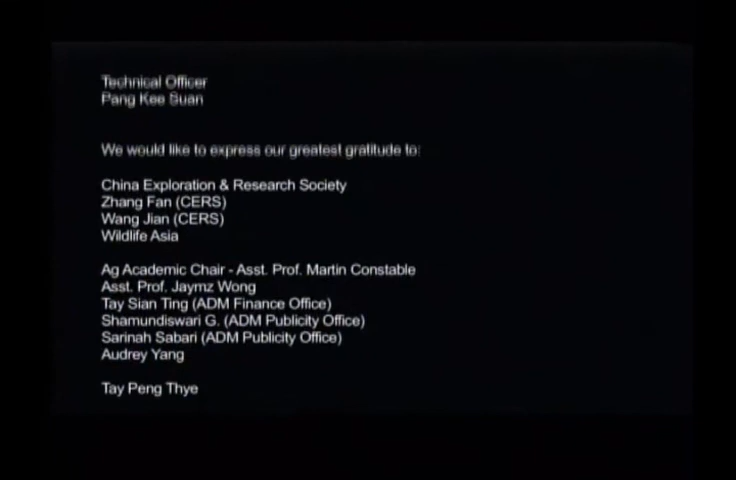 Technical Officer
Pang Kee Suan
We would like to express our greatest gratitude to:
China Exploration & Research Society
Zhang Fan (CERS)
Wang Jian (CERS)
Wildlife Asia
Ag Academic Chair - Asst. Prof. Martin Constable
Asst. Prof. Jaymz Wong
Tay Sian Ting (ADM Finance Office)
Shamundiswari G. (ADM Publicity Office)
Sarinah Sabari (ADM Publicity Office)
Audrey Yang
Tay Peng Thye